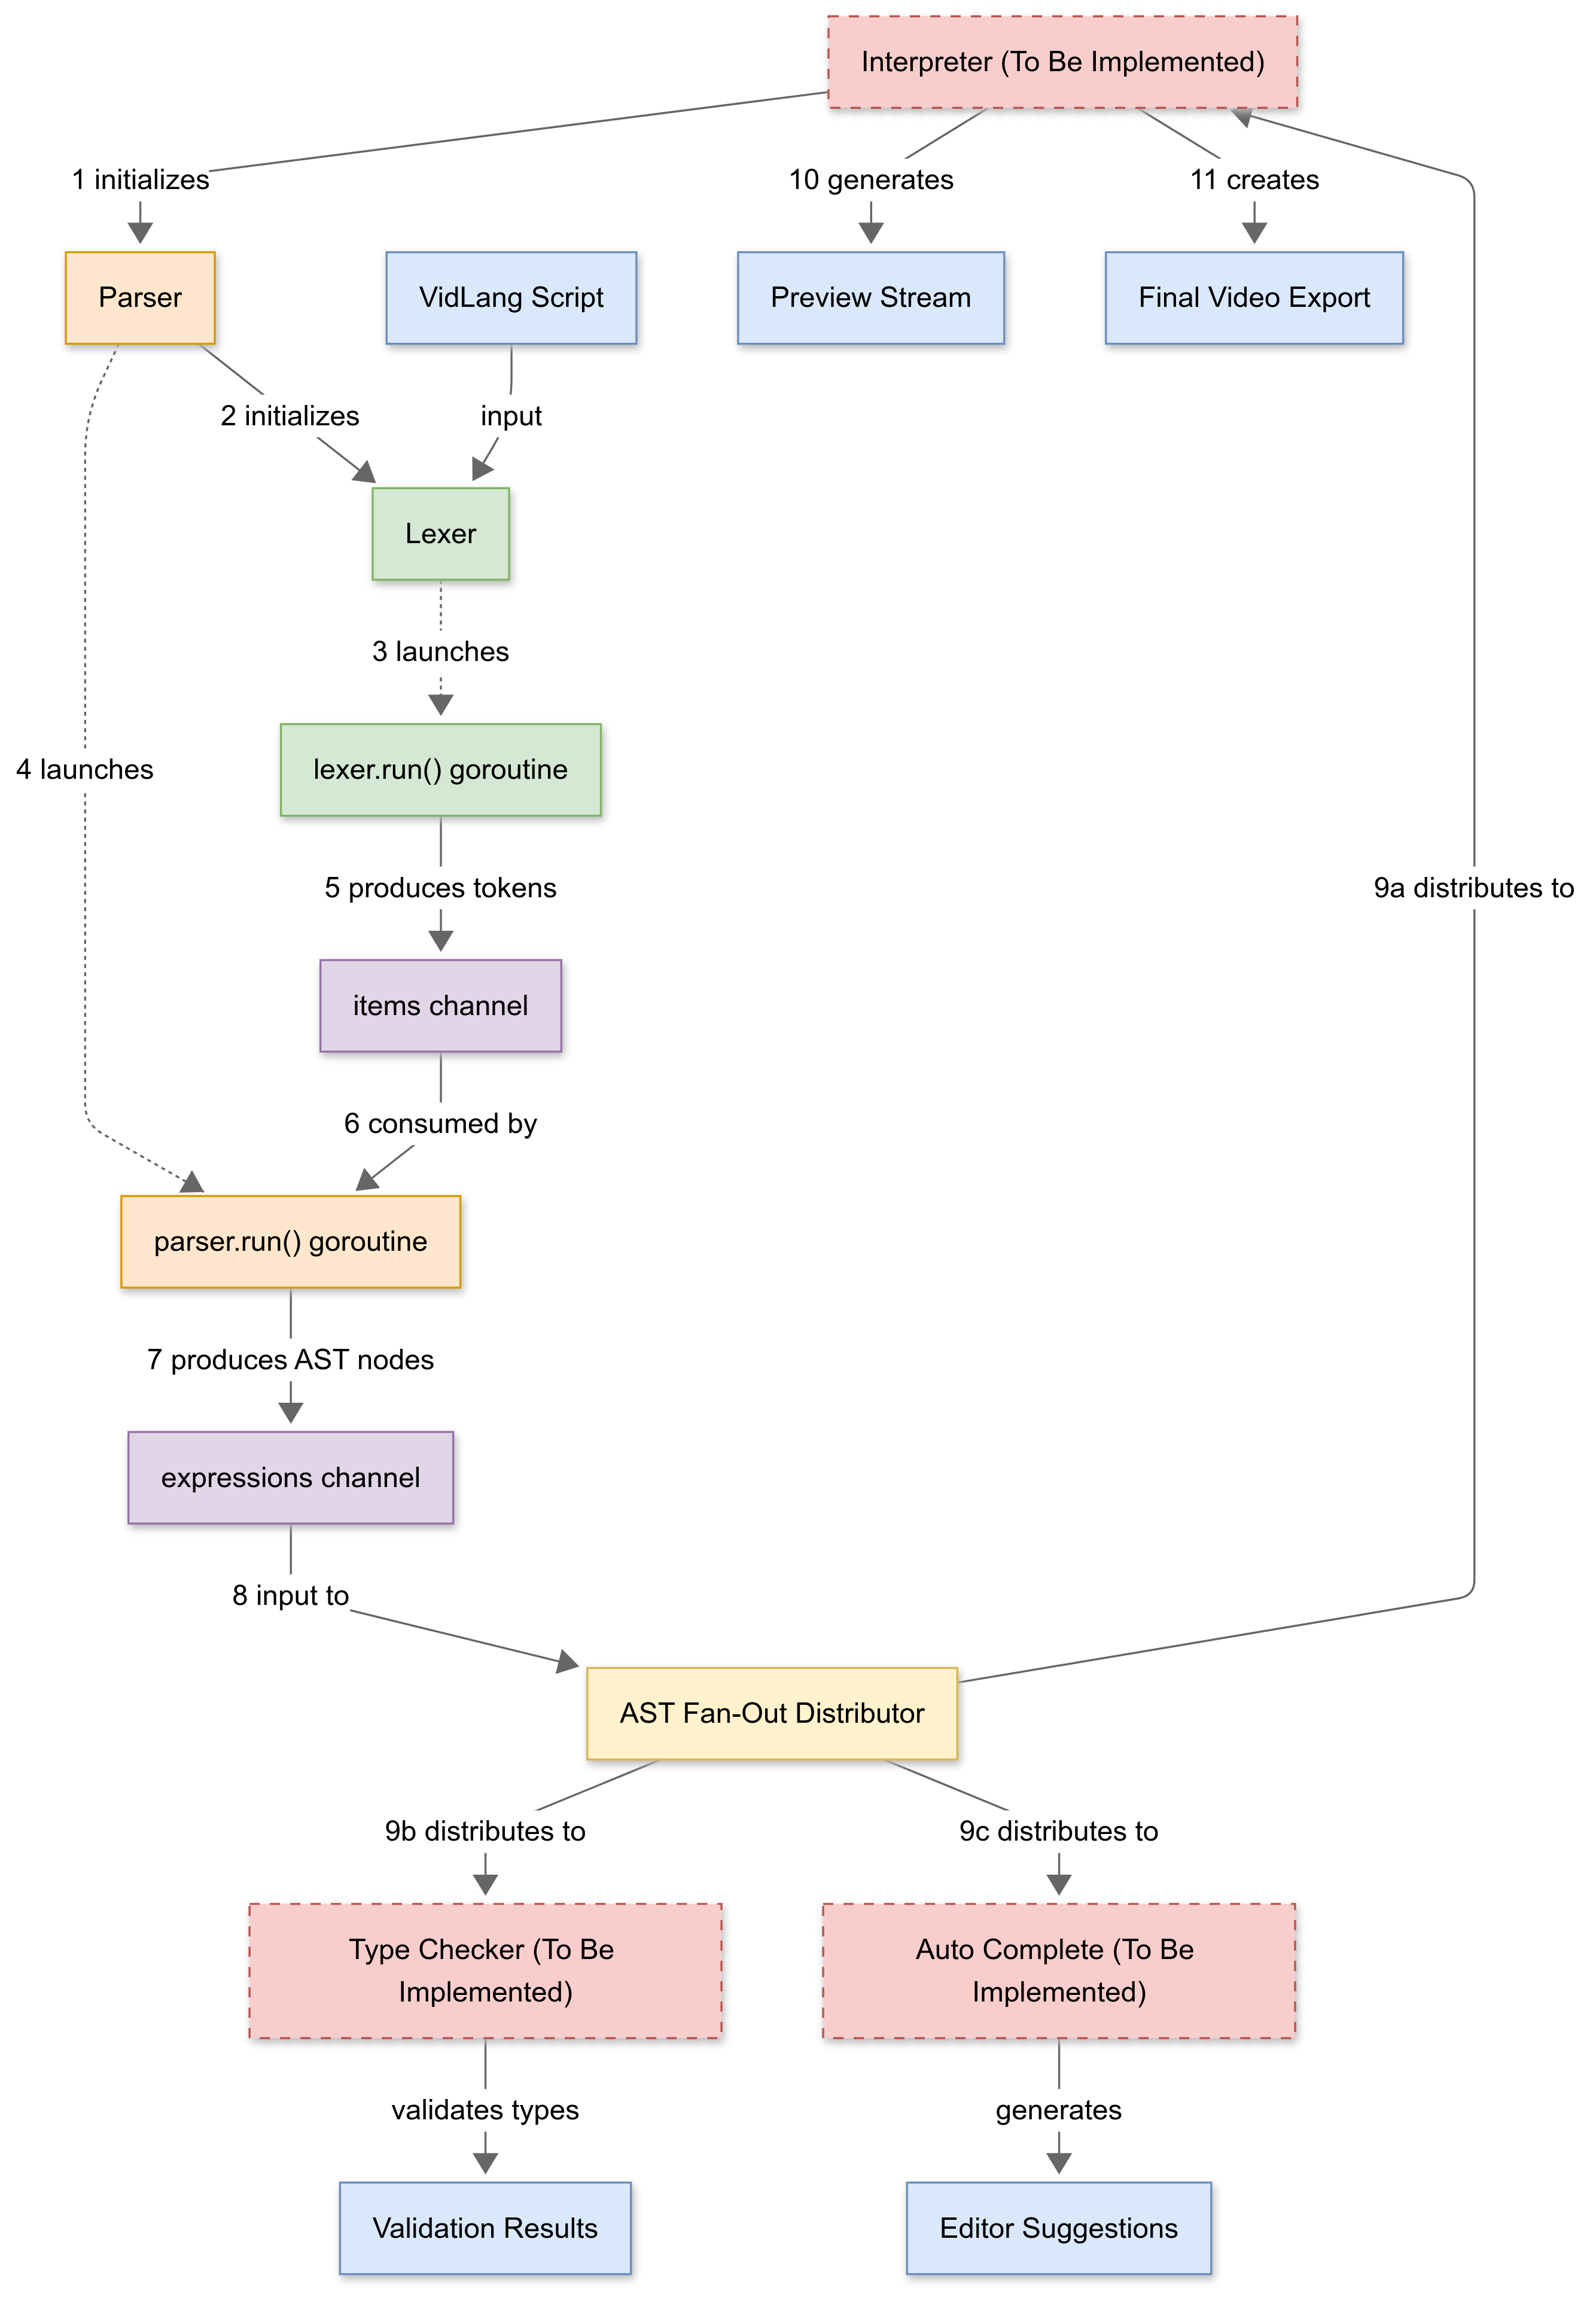 Interpreter (To Be Implemented)
1 initializes
10 generates
11 creates
Parser
VidLang Script
Preview Stream
Final Video Export
2 initializes
input
Lexer
3 launches
4 launches
lexer.run() goroutine
5 produces tokens
9a distributes to
items channel
6 consumed by
parser.run() goroutine
7 produces AST nodes
expressions channel
8 input to
AST Fan-Out Distributor
9b distributes to
9c distributes to
Type Checker (To Be
Implemented)
Auto Complete (To Be
Implemented)
validates types
generates
Validation Results
Editor Suggestions